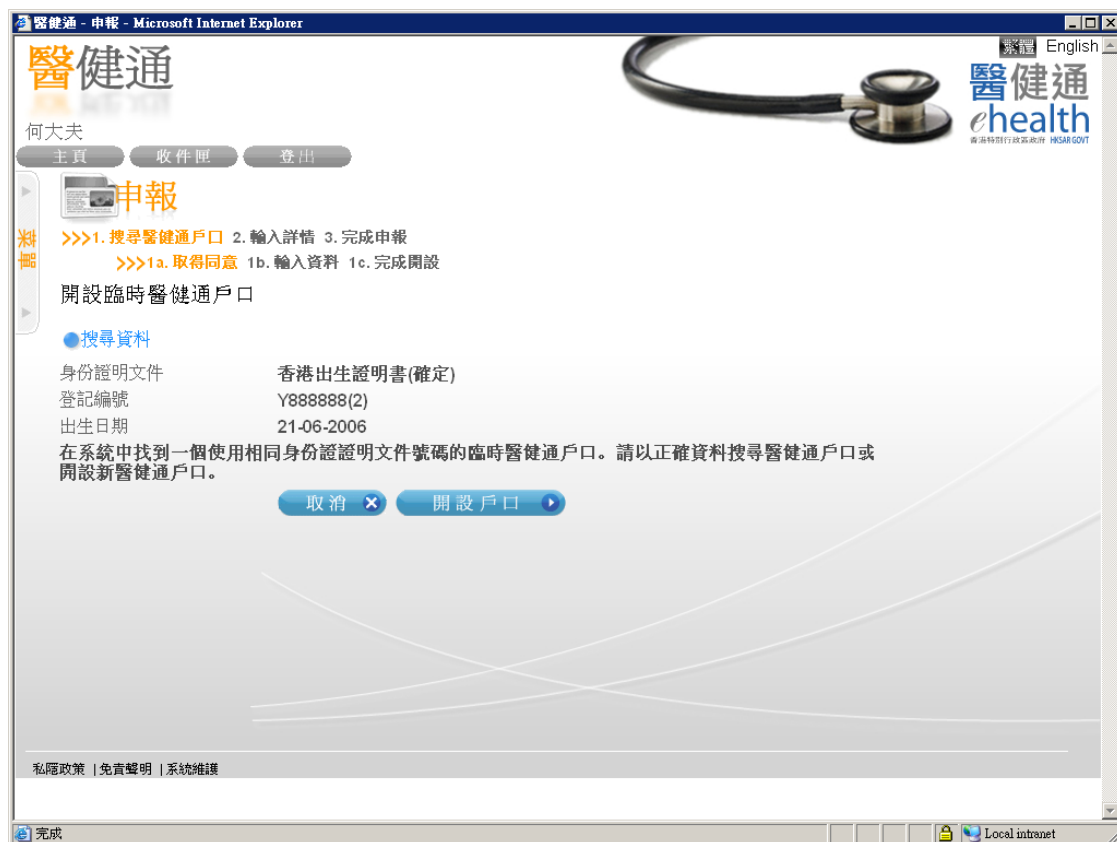 醫健通 - 申報 - Microsoft Internet Explorer
繁體 English
醫健通
醫健通
ehealth
香港特別行政區政府 HKSAR GOVT
何大夫
主頁 收件匣 登出
申報
菜單
>>>1. 搜尋醫健通戶口 2. 輸入詳情 3. 完成申報
>>>1a. 取得同意 1b. 輸入資料 1c. 完成開設
開設臨時醫健通戶口
搜尋資料
身份證明文件 香港出生證明書(確定)
登記編號 Y888888(2)
出生日期 21-06-2006
在系統中找到一個使用相同身份證證明文件號碼的臨時醫健通戶口。請以正確資料搜尋醫健通戶口或
開設新醫健通戶口。
取消 開設戶口
私隱政策 | 免責聲明 | 系統維護
完成 Local intranet